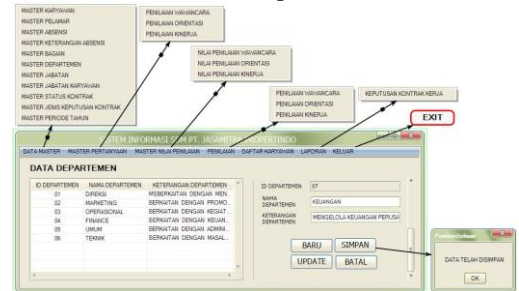 MASTER KARYAWAN
MASTER PELAMAR
MASTER ABSENSI
MASTER KETERANGAN ABSENSI
MASTER BAGIAN
MASTER DEPARTEMEN
MASTER JABATAN
MASTER JABATAN KARYAWAN
MASTER STATUS KONTRAK
MASTER JENIS KEPUTUSAN KONTRAK
MASTER PERIODE TAHUN
PENILAIAN WAWANCARA
PENILAIAN ORIENTASI
PENILAIAN KINERJA
NILAI PENILAIAN WAWANCARA
NILAI PENILAIAN ORIENTASI
NILAI PENILAIAN KINERJA
PENILAIAN WAWANCARA
PENILAIAN ORIENTASI
PENILAIAN KINERJA
KEPUTUSAN KONTRAK KERJA
EXIT
SISTEM INFORMASI SDM PT. JASAMITRA PROPERTINDO
DATA MASTER MASTER PERTANYAAN MASTER NILAI PENILAIAN PENILAIAN DAFTAR KARYAWAN LAPORAN KELUAR
DATA DEPARTEMEN
ID DEPARTEMEN NAMA DEPARTEMEN KETERANGAN DEPARTEMEN
01 DIREKSI MEBERKAITAN DENGAN MEN...
02 MARKETING BERKAITAN DENGAN PROMO...
03 OPERASIONAL BERKAITAN DENGAN KEGIAT...
04 FINANCE BERKAITAN DENGAN KEUAN...
05 UMUM BERKAITAN DENGAN ADMINI...
06 TEKNIK BERKAITAN DENGAN MASAL...
ID DEPARTEMEN 07
NAMA DEPARTEMEN KEUANGAN
KETERANGAN DEPARTEMEN MENGELOLA KEUANGAN PERUSA
BARU SIMPAN
UPDATE BATAL
Pemberitahuan
DATA TELAH DISIMPAN
OK